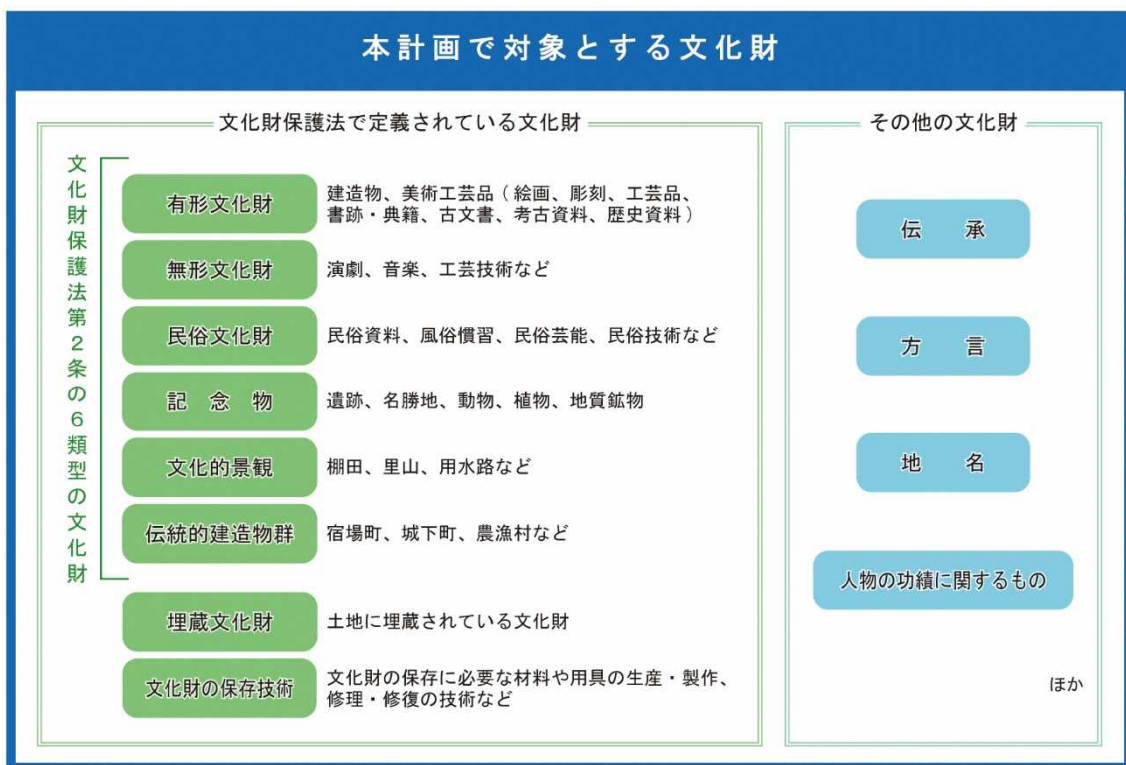 本計画で対象とする文化財
文化財保護法で定義されている文化財
文化財保護法第2条の6類型の文化財
有形文化財
建造物、美術工芸品(絵画、彫刻、工芸品、
書跡・典籍、古文書、考古資料、歴史資料)
無形文化財
演劇、音楽、工芸技術など
民俗文化財
民俗資料、風俗慣習、民俗芸能、民俗技術など
記念物
遺跡、名勝地、動物、植物、地質鉱物
文化的景観
棚田、里山、用水路など
伝統的建造物群
宿場町、城下町、農漁村など
埋蔵文化財
土地に埋蔵されている文化財
文化財の保存技術
文化財の保存に必要な材料や用具の生産・製作、
修理・修復の技術など
その他の文化財
伝承
方言
地名
人物の功績に関するもの
ほか